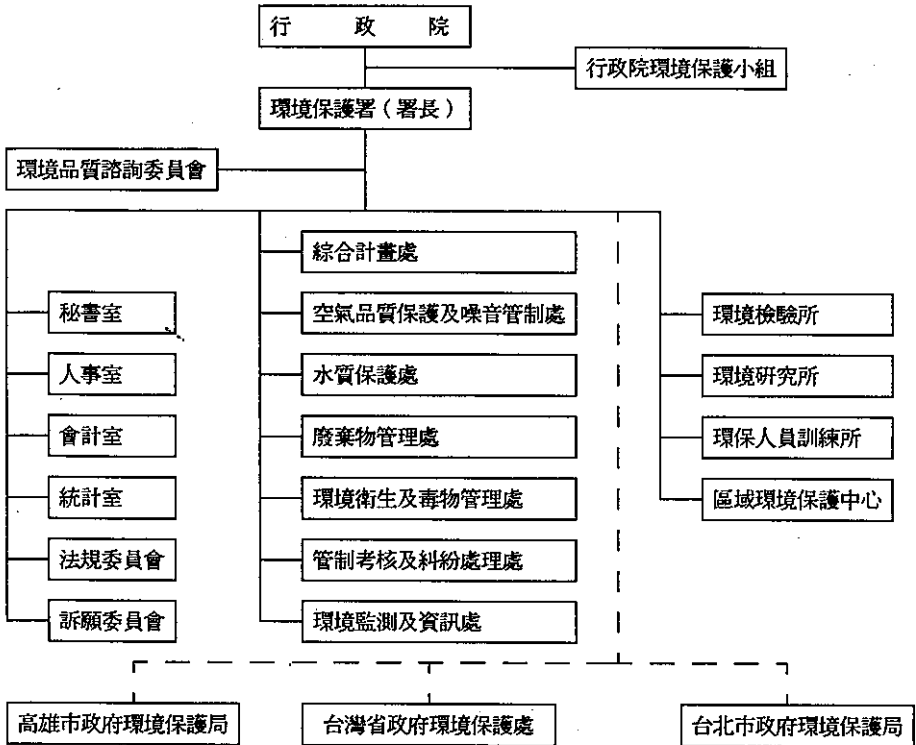 行政院
行政院環境保護小組
環境保護署（署長）
環境品質諮詢委員會
秘書室
人事室
會計室
統計室
法規委員會
訴願委員會
綜合計畫處
空氣品質保護及噪音管制處
水質保護處
廢棄物管理處
環境衛生及毒物管理處
管制考核及糾紛處理處
環境監測及資訊處
環境檢驗所
環境研究所
環保人員訓練所
區域環境保護中心
高雄市政府環境保護局
台灣省政府環境保護處
台北市政府環境保護局